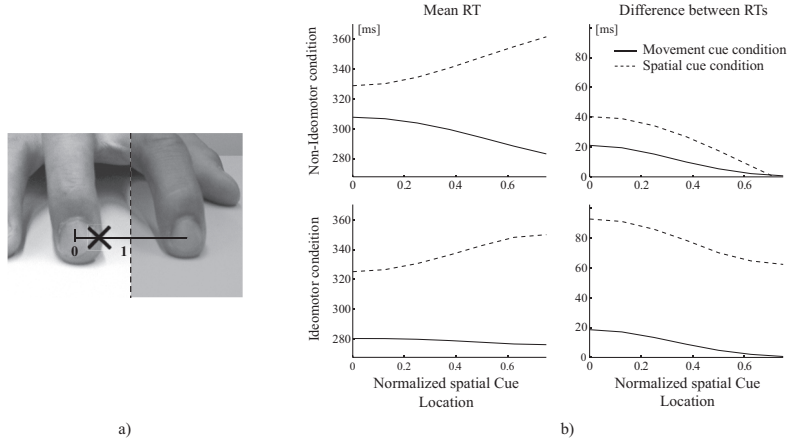 Mean RT
Difference between RTs
Non-Ideomotor condition
[ms]
360
340
320
300
280
0
0.2
0.4
0.6
[ms]
80
60
40
20
0
0
0.2
0.4
0.6
Movement cue condition
Spatial cue condition
0
1
Ideomotor condeition
360
340
320
300
280
0
0.2
0.4
0.6
80
60
40
20
0
0
0.2
0.4
0.6
Normalized spatial Cue
Location
Normalized spatial Cue
Location
a)
b)